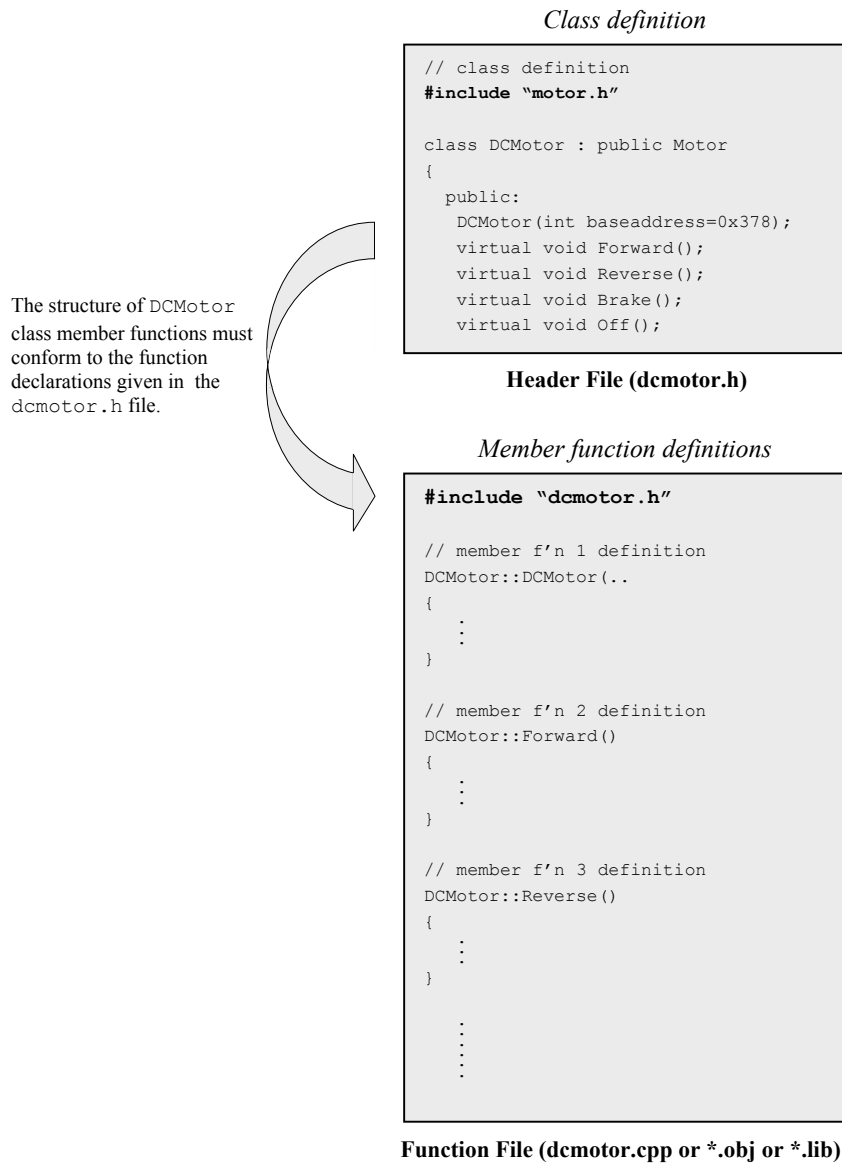 Class definition
// class definition
#include “motor.h”
class DCMotor : public Motor
{
public:
DCMotor(int baseaddress=0x378);
virtual void Forward();
virtual void Reverse();
virtual void Brake();
virtual void Off();
Header File (dcmotor.h)
The structure of DCMotor
class member functions must
conform to the function
declarations given in the
dcmotor.h file.
Member function definitions
#include “dcmotor.h”
// member f’n 1 definition
DCMotor::DCMotor(..
{
}
// member f’n 2 definition
DCMotor::Forward()
{
}
// member f’n 3 definition
DCMotor::Reverse()
{
}
Function File (dcmotor.cpp or *.obj or *.lib)